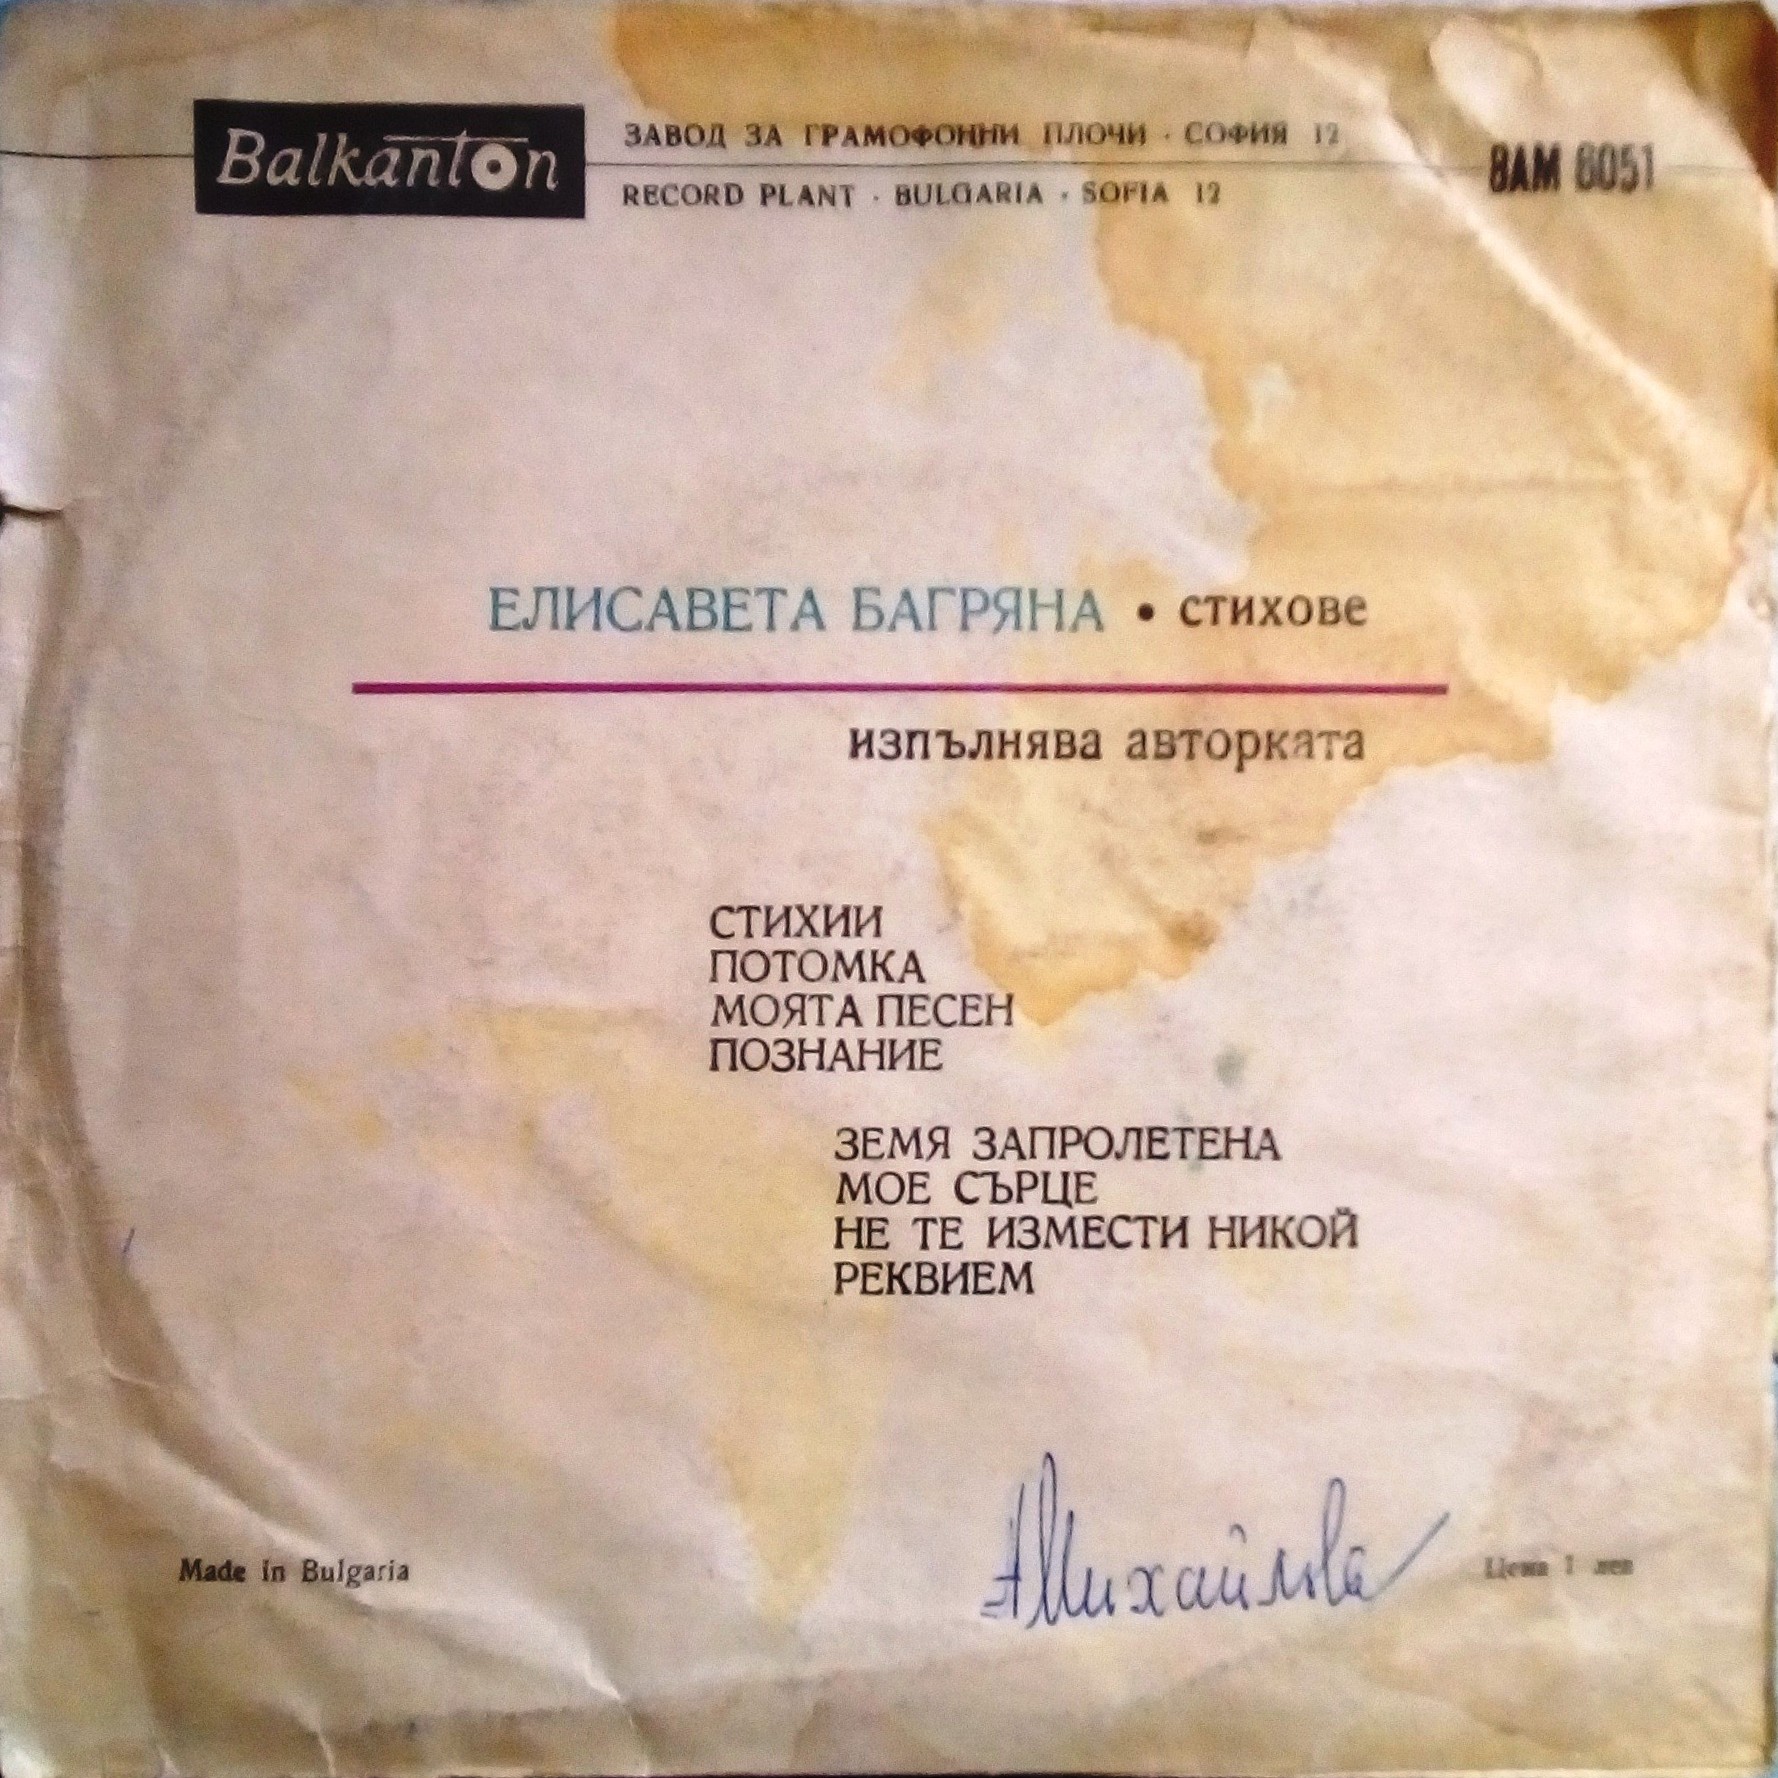 Balkanton
ЗАВОД ЗА ГРАМОФОННИ ПЛОЧИ · СОФИЯ 12
RECORD PLANT · BULGARIA · SOFIA 12
ВАМ 6051
ЕЛИСАВЕТА БАГРЯНА • стихове
изпълнява авторката
СТИХИИ
ПОТОМКА
МОЯТА ПЕСЕН
ПОЗНАНИЕ
ЗЕМЯ ЗАПРОЛЕТЕНА
МОЕ СЪРЦЕ
НЕ ТЕ ИЗМЕСТИ НИКОЙ
РЕКВИЕМ
АМихайлова
Made in Bulgaria
Цена 1 лев